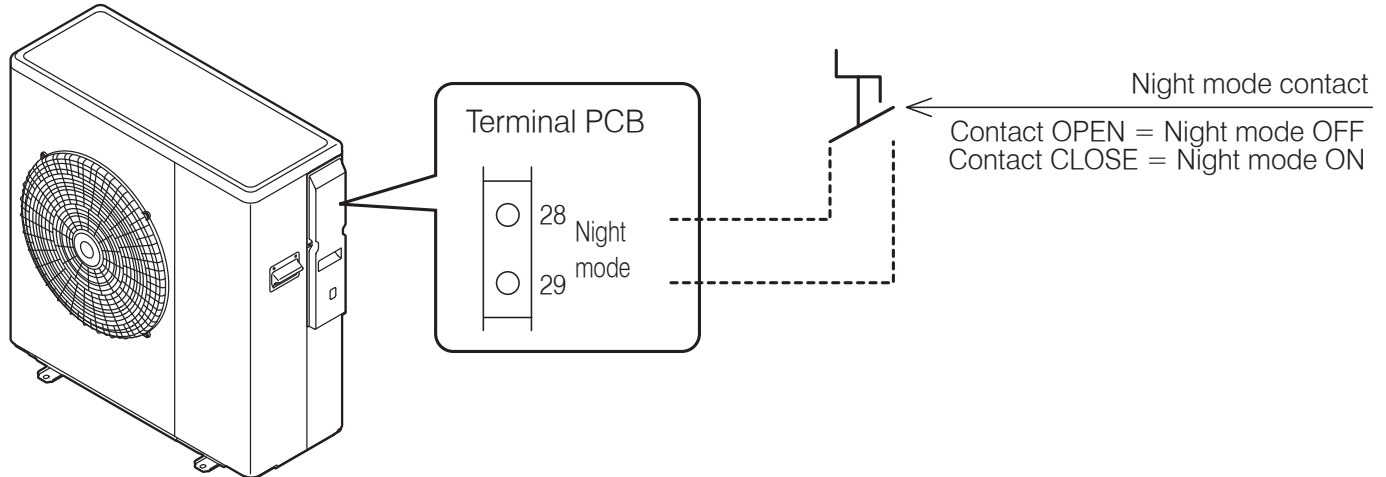 Terminal PCB
28
Night
mode
29
Night mode contact
Contact OPEN = Night mode OFF
Contact CLOSE = Night mode ON